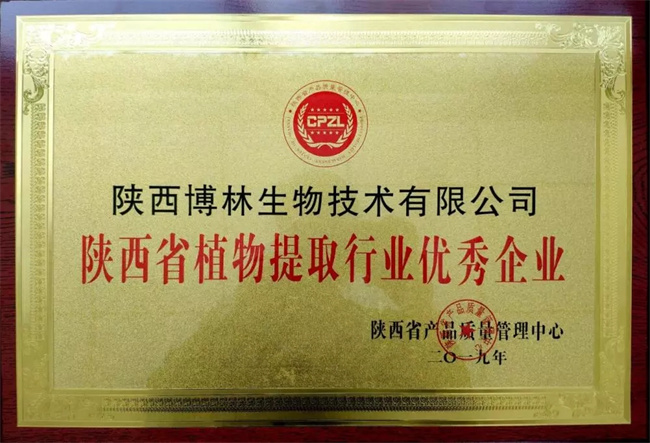 CPZL
陕西博林生物技术有限公司
陕西省植物提取行业优秀企业
陕西省产品质量管理中心
二〇一九年